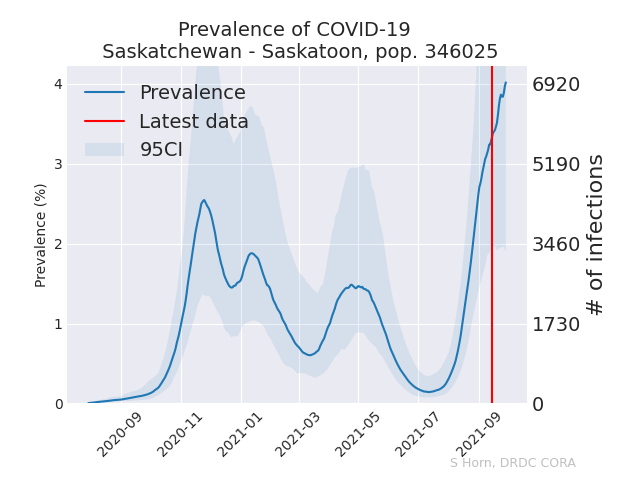 Prevalence of COVID-19
Saskatchewan - Saskatoon, pop. 346025
Prevalence
Latest data
95CI
Prevalence (%)
4
3
2
1
0
6920
5190
3460
1730
0
# of infections
2020-09
2020-11
2021-01
2021-03
2021-05
2021-07
2021-09
S Horn, DRDC CORA